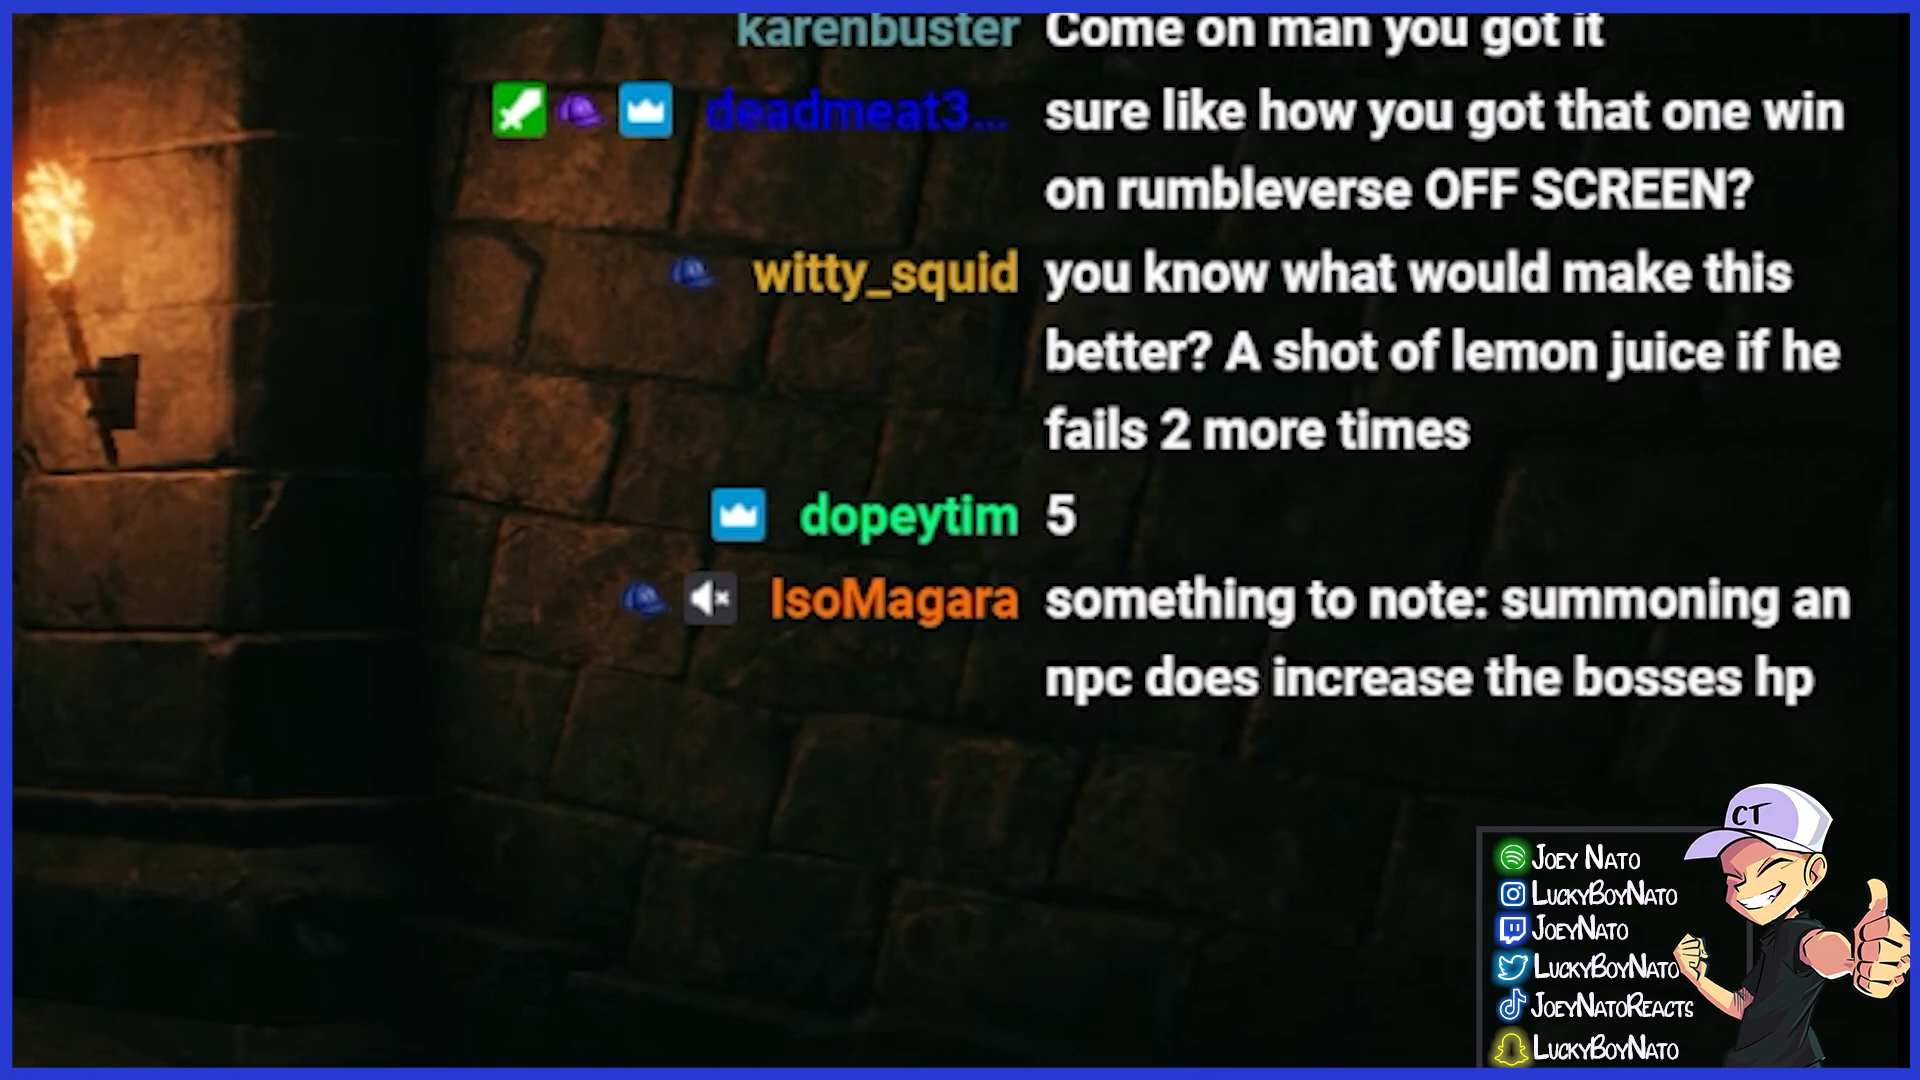 karenbuster Come on man you got it
deadmeat3... sure like how you got that one win
on rumbleverse OFF SCREEN?
witty_squid you know what would make this
better? A shot of lemon juice if he
fails 2 more times
dopeytim 5
IsoMagara something to note: summoning an
npc does increase the bosses hp
CT
Joey Nato
LuckyBoyNato
JoeyNato
LuckyBoyNato
JoeyNatoReacts
LuckyBoyNato